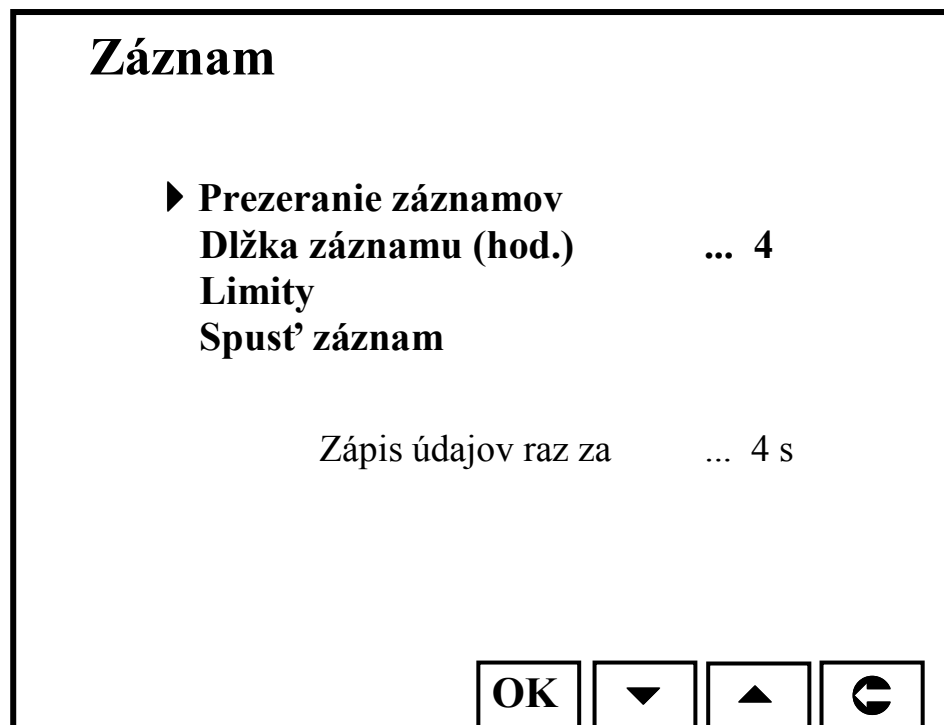 Záznam
Prezeranie záznamov
Dlžka záznamu (hod.) ... 4
Limity
Spusť záznam
Zápis údajov raz za ... 4 s
OK